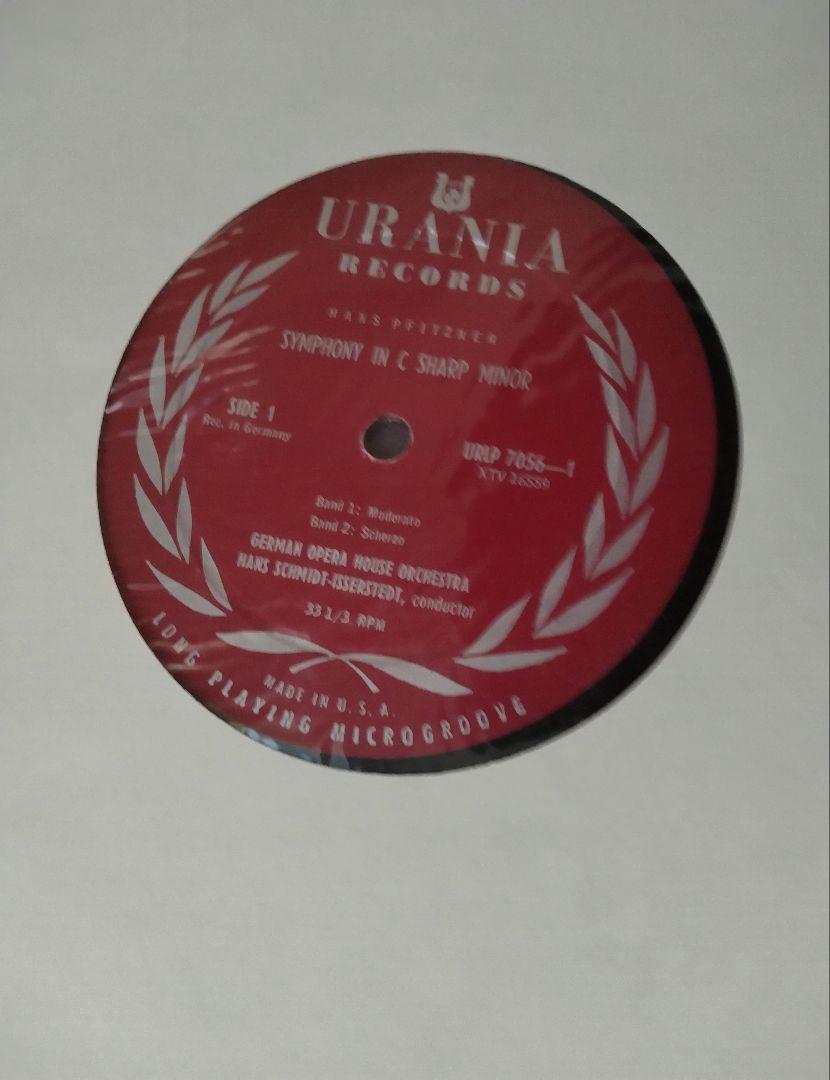 URANIA
RECORDS
HANS PFITZNER
SYMPHONY IN C SHARP MINOR
SIDE 1
Rec. in Germany
URLP 7056—1
XTV 16559
Band 1: Moderato
Band 2: Scherzo
GERMAN OPERA HOUSE ORCHESTRA
HANS SCHMIDT-ISSERSTEDT, conductor
33 1/3 RPM
MADE IN U. S. A.
LONG PLAYING MICROGROOVE